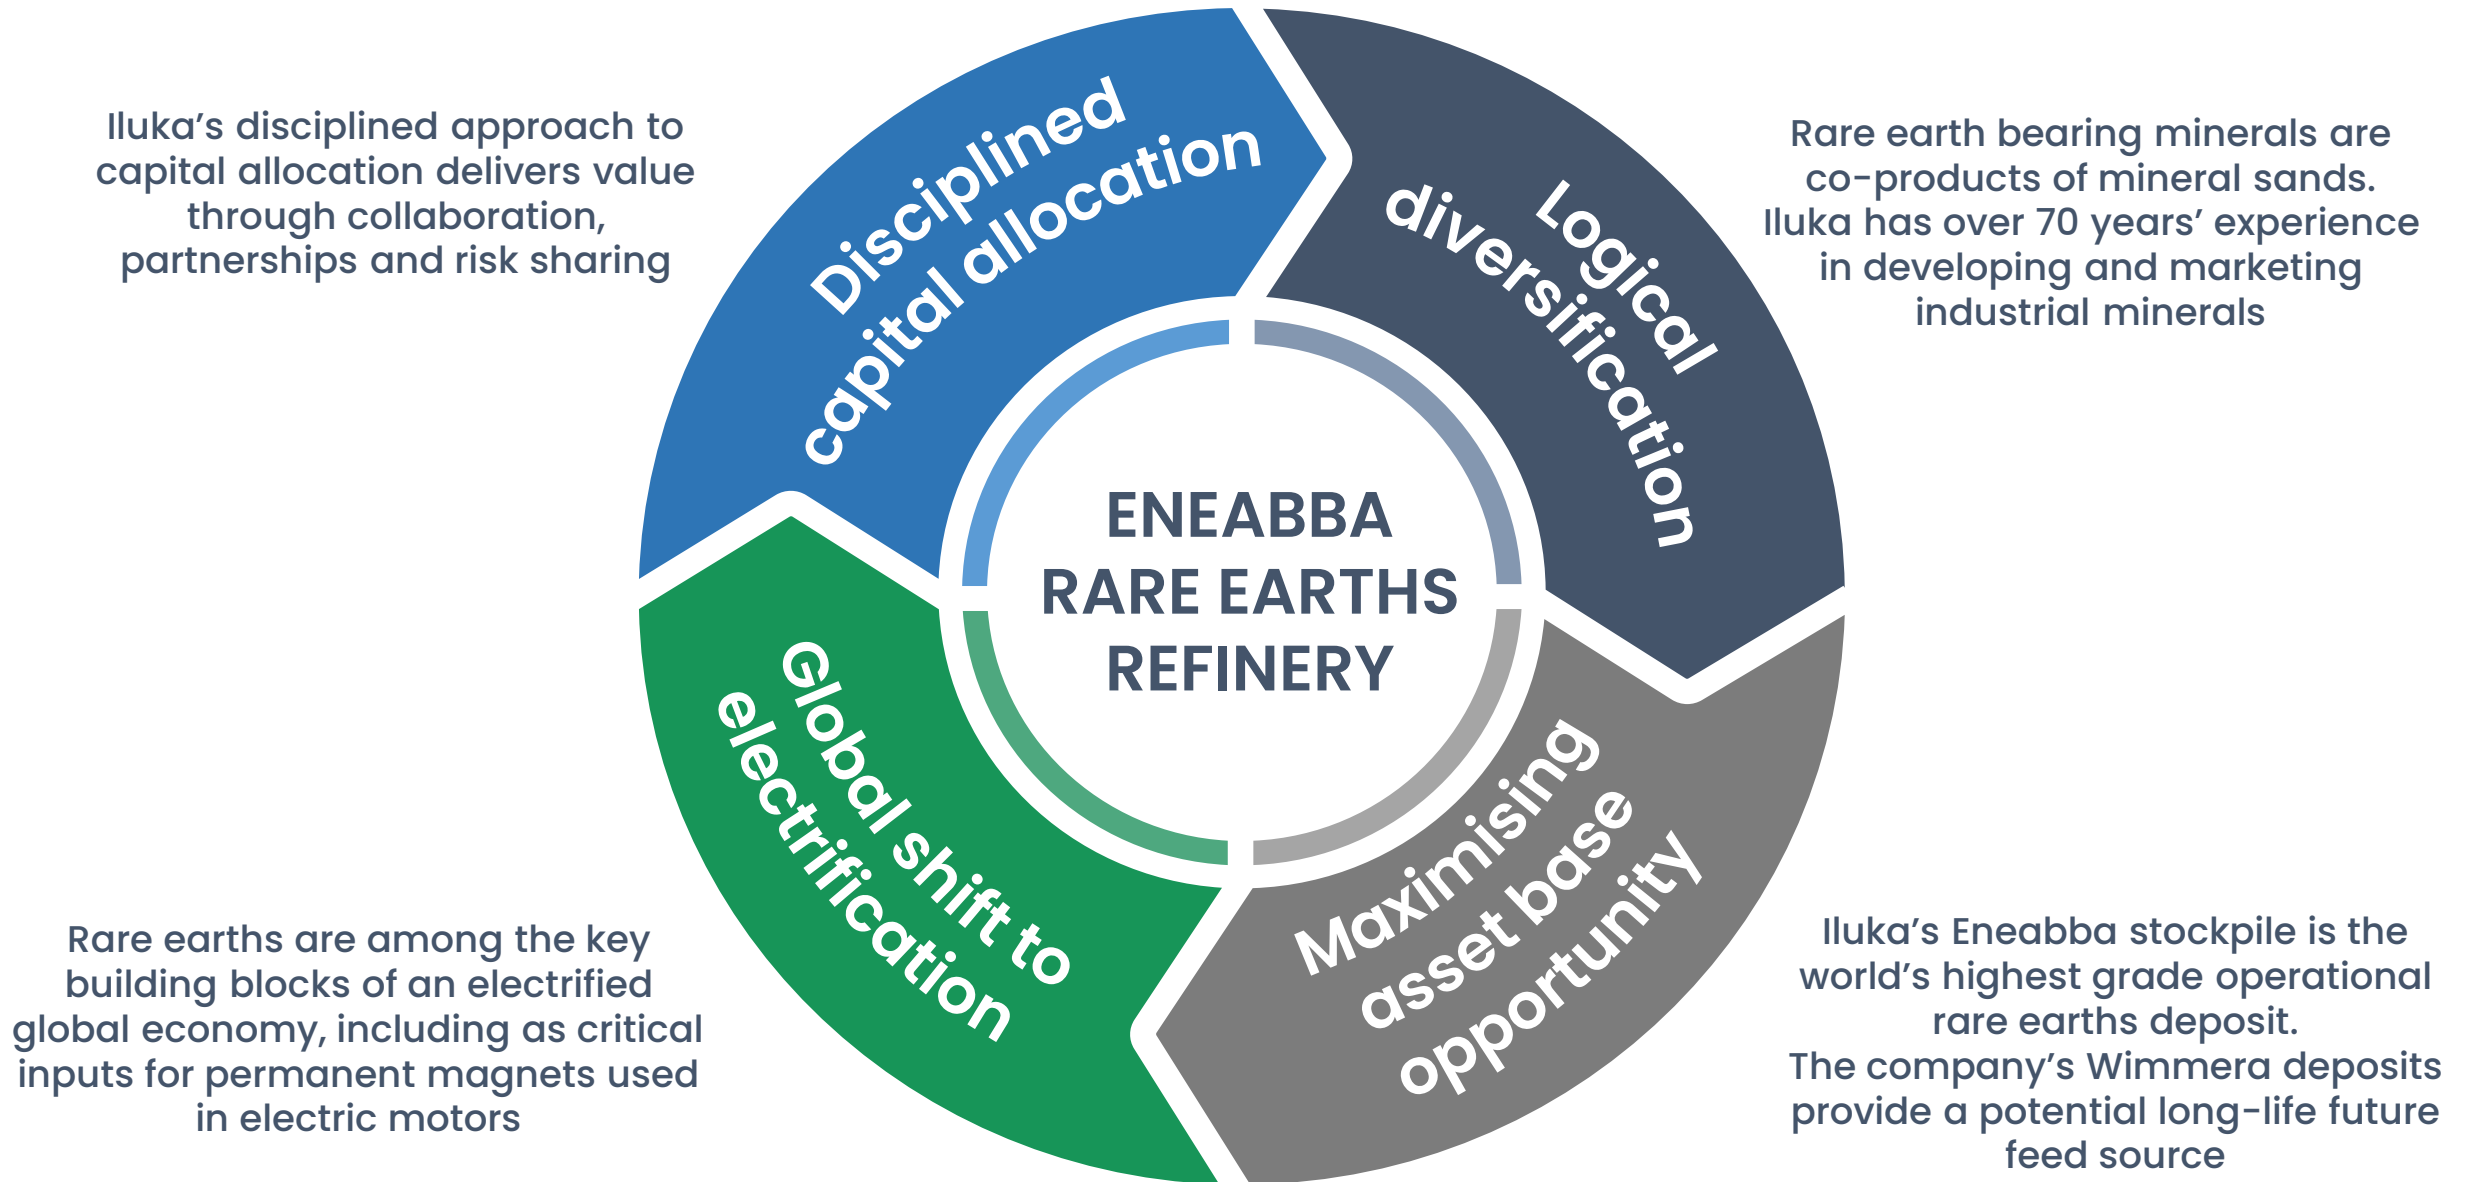 Iluka's disciplined approach to
capital allocation delivers value
through collaboration,
partnerships and risk sharing
Disciplined
capital allocation
Logical
diversification
Rare earth bearing minerals are
co-products of mineral sands.
Iluka has over 70 years' experience
in developing and marketing
industrial minerals
ENEABBA
RARE EARTHS
REFINERY
Rare earths are among the key
building blocks of an electrified
global economy, including as critical
inputs for permanent magnets used
in electric motors
Global shift to
electrification
Maximising
asset base
opportunity
Iluka's Eneabba stockpile is the
world's highest grade operational
rare earths deposit.
The company's Wimmera deposits
provide a potential long-life future
feed source